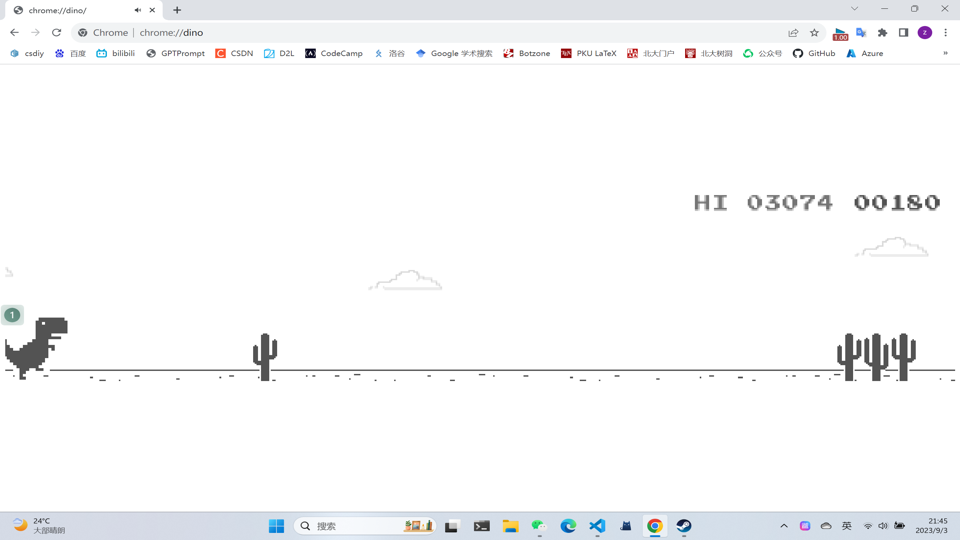 chrome://dino/
Chrome | chrome://dino
1.00
z
csdiy 百度 bilibili GPTPrompt CSDN D2L CodeCamp 洛谷 Google 学术搜索 Botzone PKU LaTeX 北大门户 北大树洞 公众号 GitHub Azure »
HI 03074 00180
1
24°C
大部晴朗
搜索
英
21:45
2023/9/3